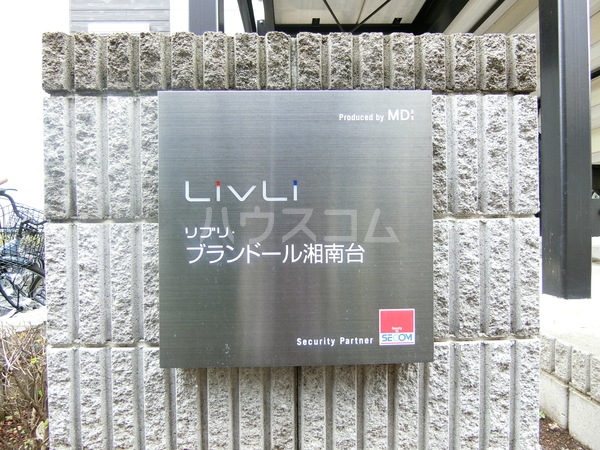 Produced by MDI
LivLi
ハウスコム
リブリ・
ブランドール湘南台
Security Partner
SECOM